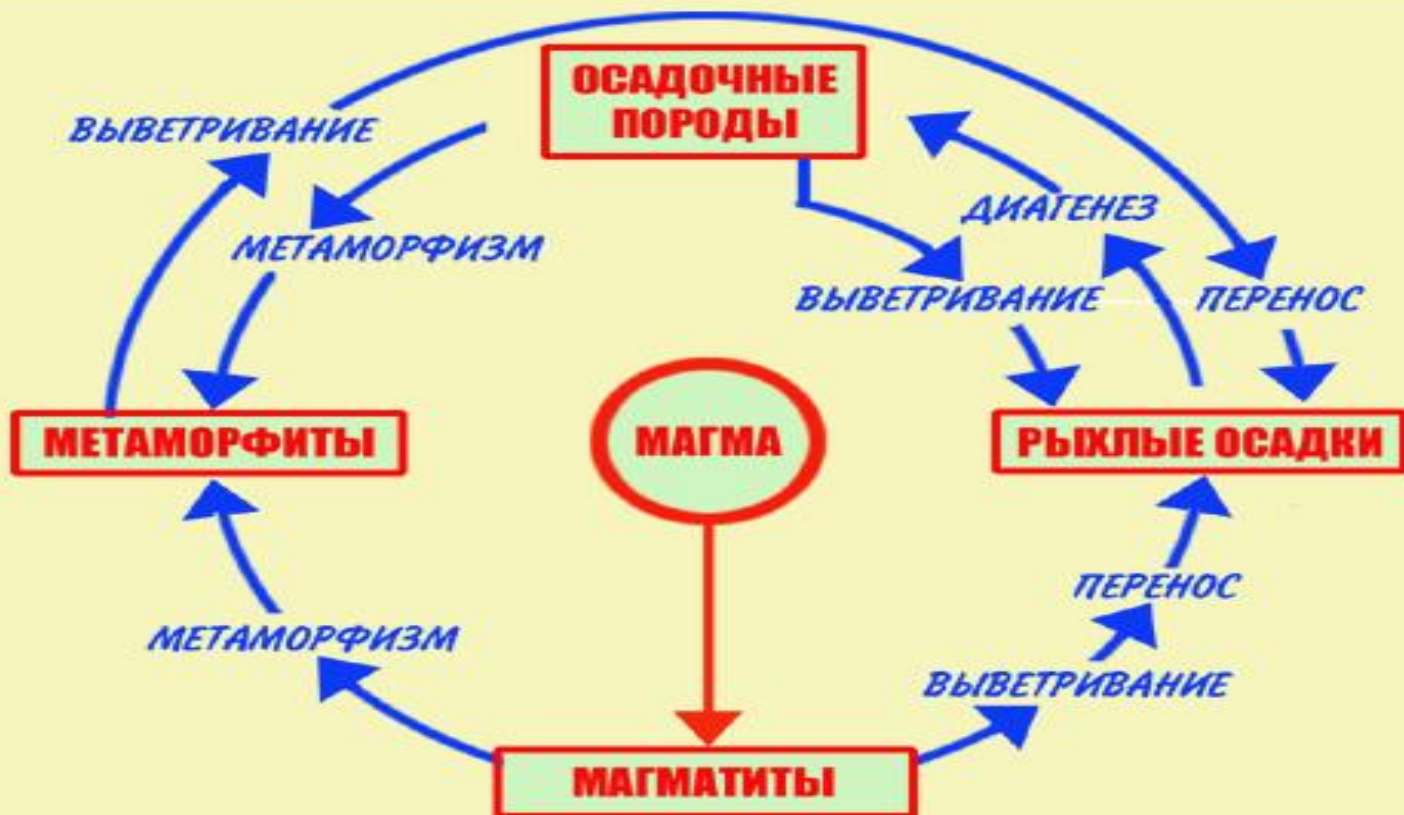 ОСАДОЧНЫЕ
ПОРОДЫ
ВЫВЕТРИВАНИЕ
МЕТАМОРФИЗМ
ДИАГЕНЕЗ
ВЫВЕТРИВАНИЕ
ПЕРЕНОС
МЕТАМОРФИТЫ
МАГМА
РЫХЛЫЕ ОСАДКИ
ПЕРЕНОС
МЕТАМОРФИЗМ
ВЫВЕТРИВАНИЕ
МАГМАТИТЫ